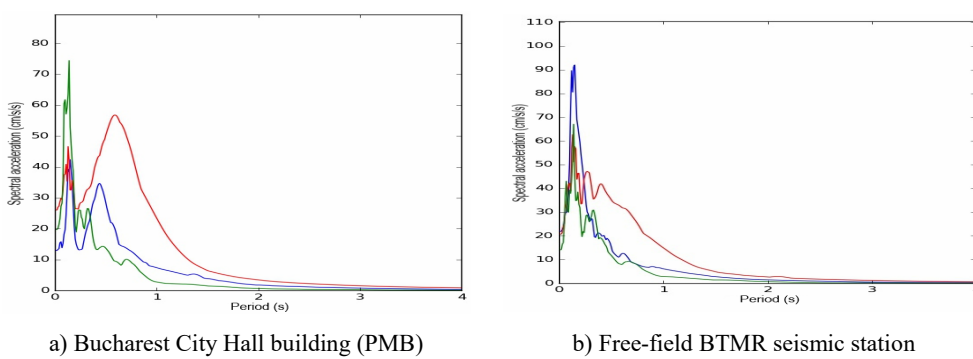 80
70
60
50
40
30
20
10
0
Spectral acceleration (cm/s/s)
0 1 2 3 4
Period (s)
110
100
90
80
70
60
50
40
30
20
10
0
Spectral acceleration (cm/s/s)
0 1 2 3
Period (s)
a) Bucharest City Hall building (PMB)
b) Free-field BTMR seismic station